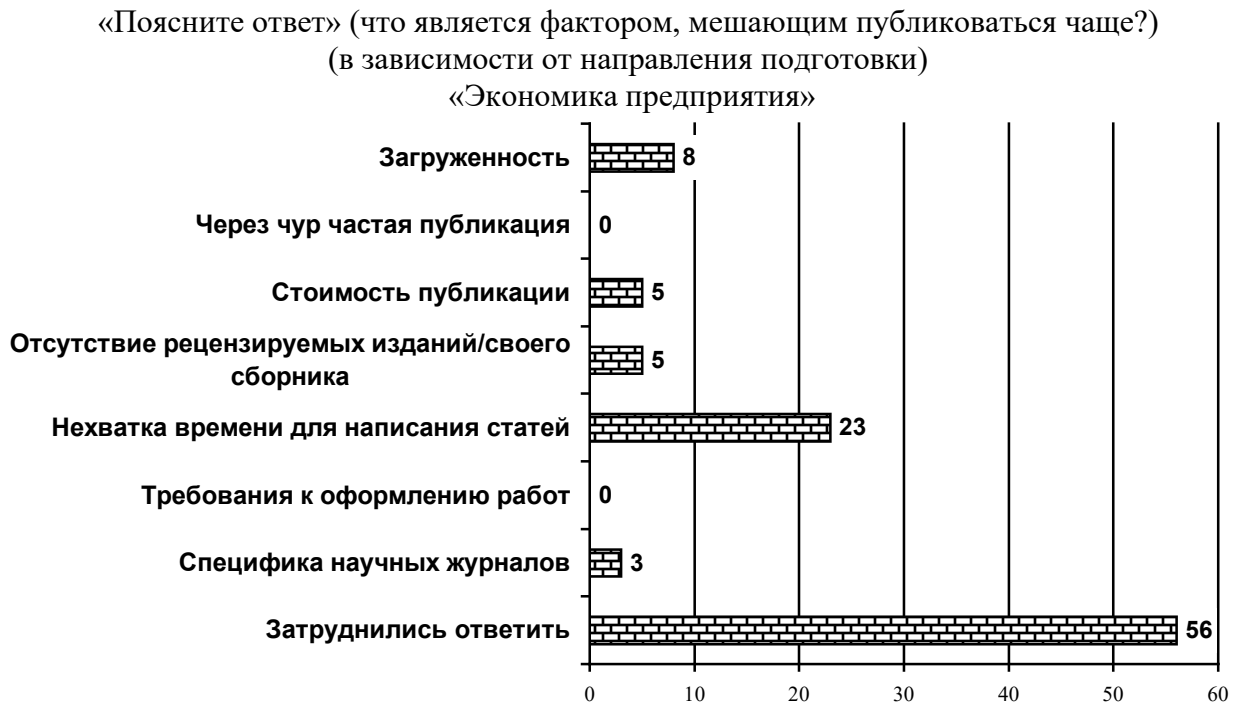 «Поясните ответ» (что является фактором, мешающим публиковаться чаще?)
(в зависимости от направления подготовки)
«Экономика предприятия»
Загруженность 8
Через чур частая публикация 0
Стоимость публикации 5
Отсутствие рецензируемых изданий/своего
сборника 5
Нехватка времени для написания статей 23
Требования к оформлению работ 0
Специфика научных журналов 3
Затруднились ответить 56
0 10 20 30 40 50 60